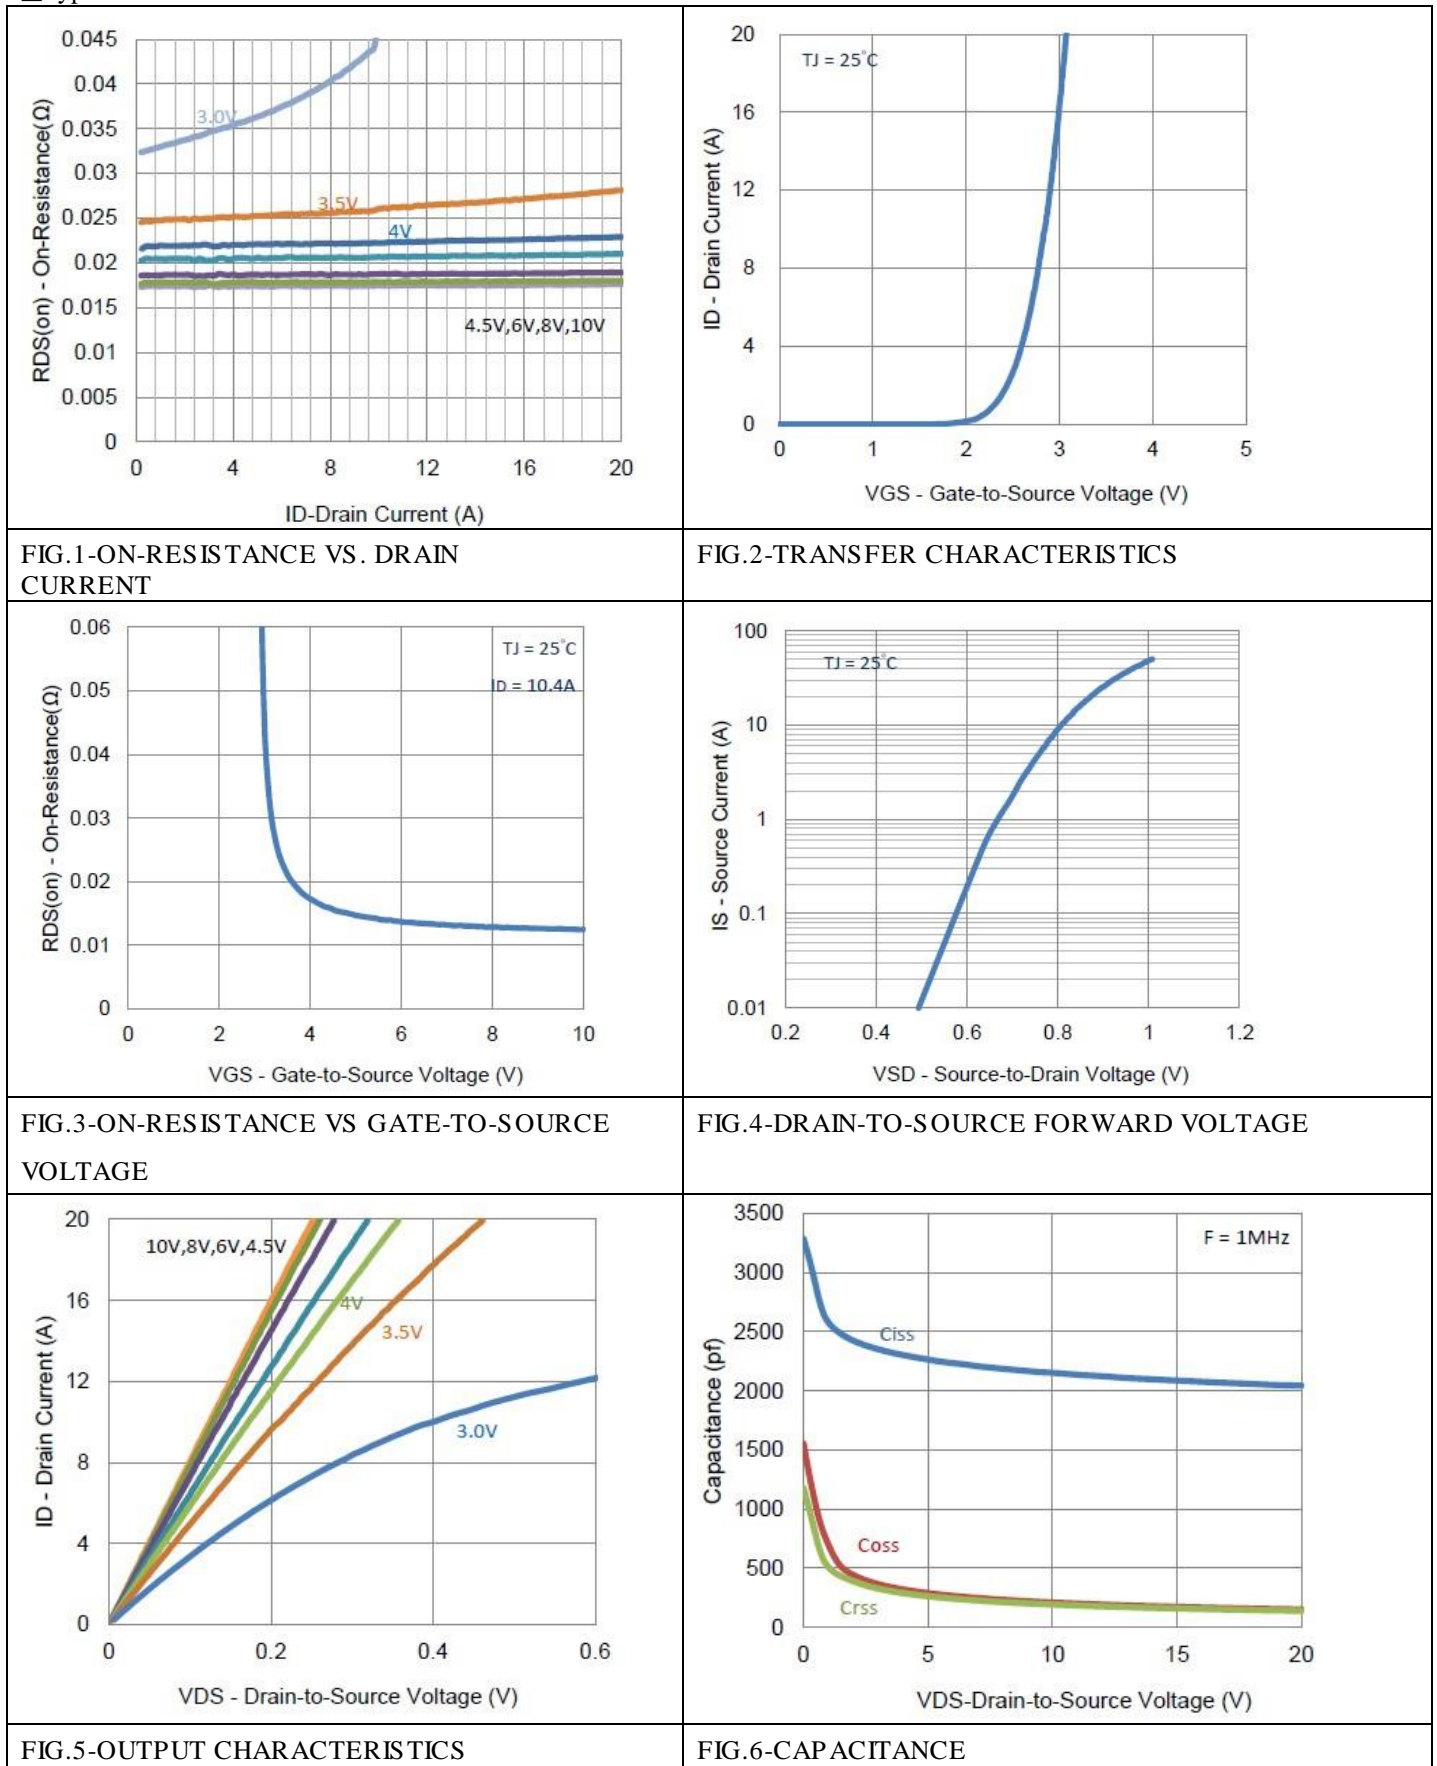 0.045
0.04
0.035
0.03
0.025
0.02
0.015
0.01
0.005
0
RDS(on) - On-Resistance(Ω)
3.0V
3.5V
4V
4.5V,6V,8V,10V
0 4 8 12 16 20
ID-Drain Current (A)
20
16
12
8
4
0
ID - Drain Current (A)
TJ = 25°C
0 1 2 3 4 5
VGS - Gate-to-Source Voltage (V)
FIG.1-ON-RESISTANCE VS. DRAIN
CURRENT
FIG.2-TRANSFER CHARACTERISTICS
0.06
0.05
0.04
0.03
0.02
0.01
0
RDS(on) - On-Resistance(Ω)
TJ = 25°C
ID = 10.4A
0 2 4 6 8 10
VGS - Gate-to-Source Voltage (V)
100
10
1
0.1
0.01
IS - Source Current (A)
TJ = 25°C
0.2 0.4 0.6 0.8 1 1.2
VSD - Source-to-Drain Voltage (V)
FIG.3-ON-RESISTANCE VS GATE-TO-SOURCE
VOLTAGE
FIG.4-DRAIN-TO-SOURCE FORWARD VOLTAGE
20
16
12
8
4
0
ID - Drain Current (A)
10V,8V,6V,4.5V
4V
3.5V
3.0V
0 0.2 0.4 0.6
VDS - Drain-to-Source Voltage (V)
3500
3000
2500
2000
1500
1000
500
0
Capacitance (pf)
F = 1MHz
Ciss
Coss
Crss
0 5 10 15 20
VDS-Drain-to-Source Voltage (V)
FIG.5-OUTPUT CHARACTERISTICS
FIG.6-CAPACITANCE